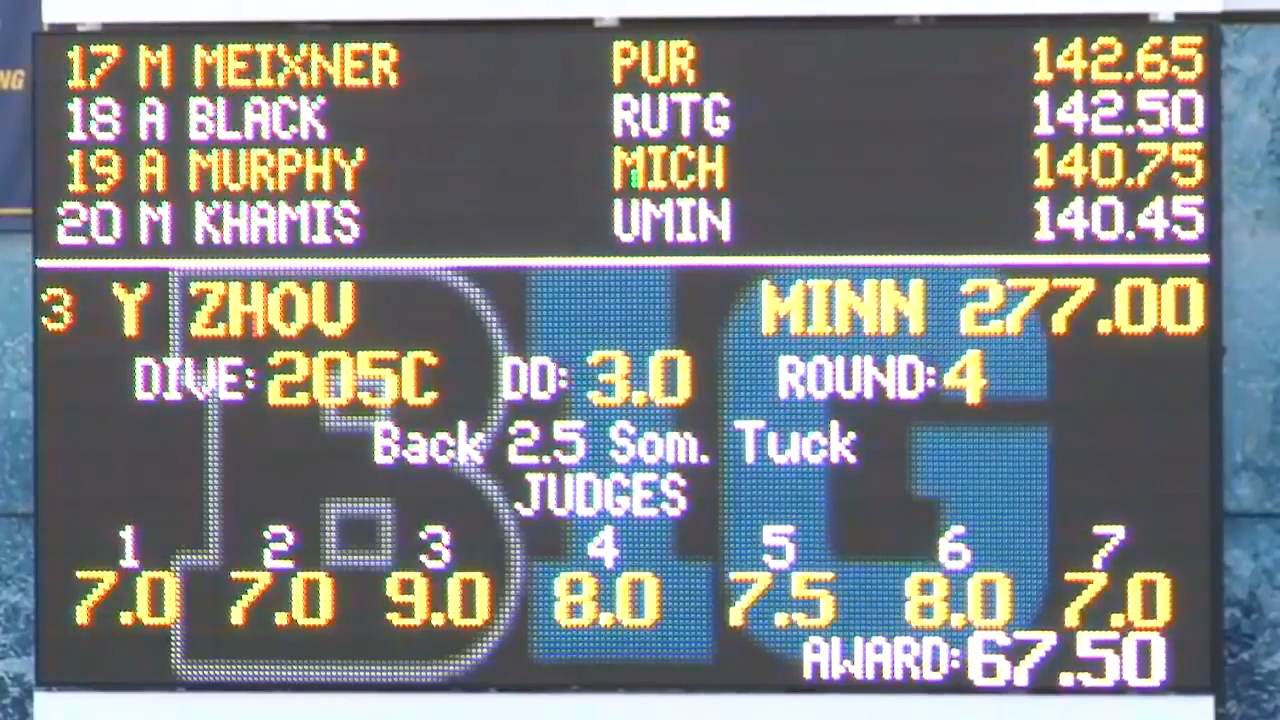 17 M MEIXNER PUR 142.65
18 A BLACK RUTG 142.50
19 A MURPHY MICH 140.75
20 M KHAMIS UMIN 140.45
3 Y ZHOU MINN 277.00
DIVE: 205C DD: 3.0 ROUND: 4
Back 2.5 Som. Tuck
JUDGES
1 2 3 4 5 6 7
7.0 7.0 9.0 8.0 7.5 8.0 7.0
AWARD: 67.50
BIG
NG